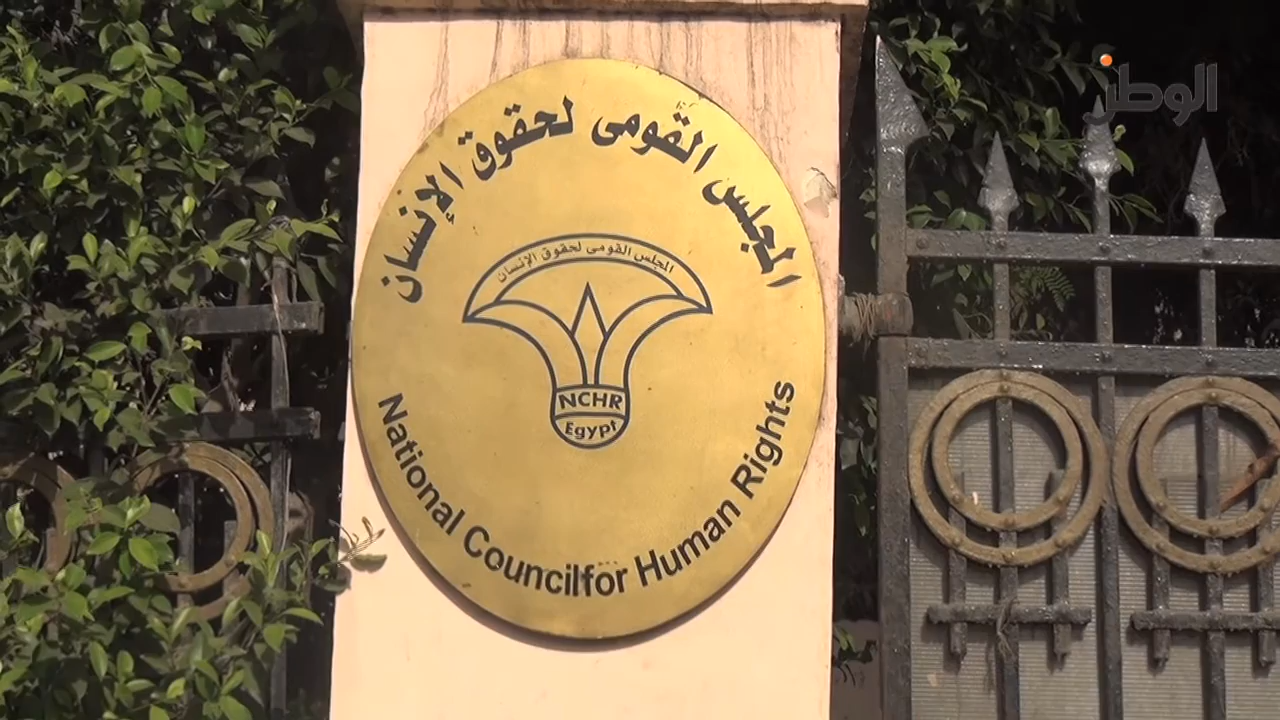 المجلس القومى لحقوق الإنسان
المجلس القومى لحقوق الإنسان
NCHR
Egypt
National Councilfor Human Rights
الوطن